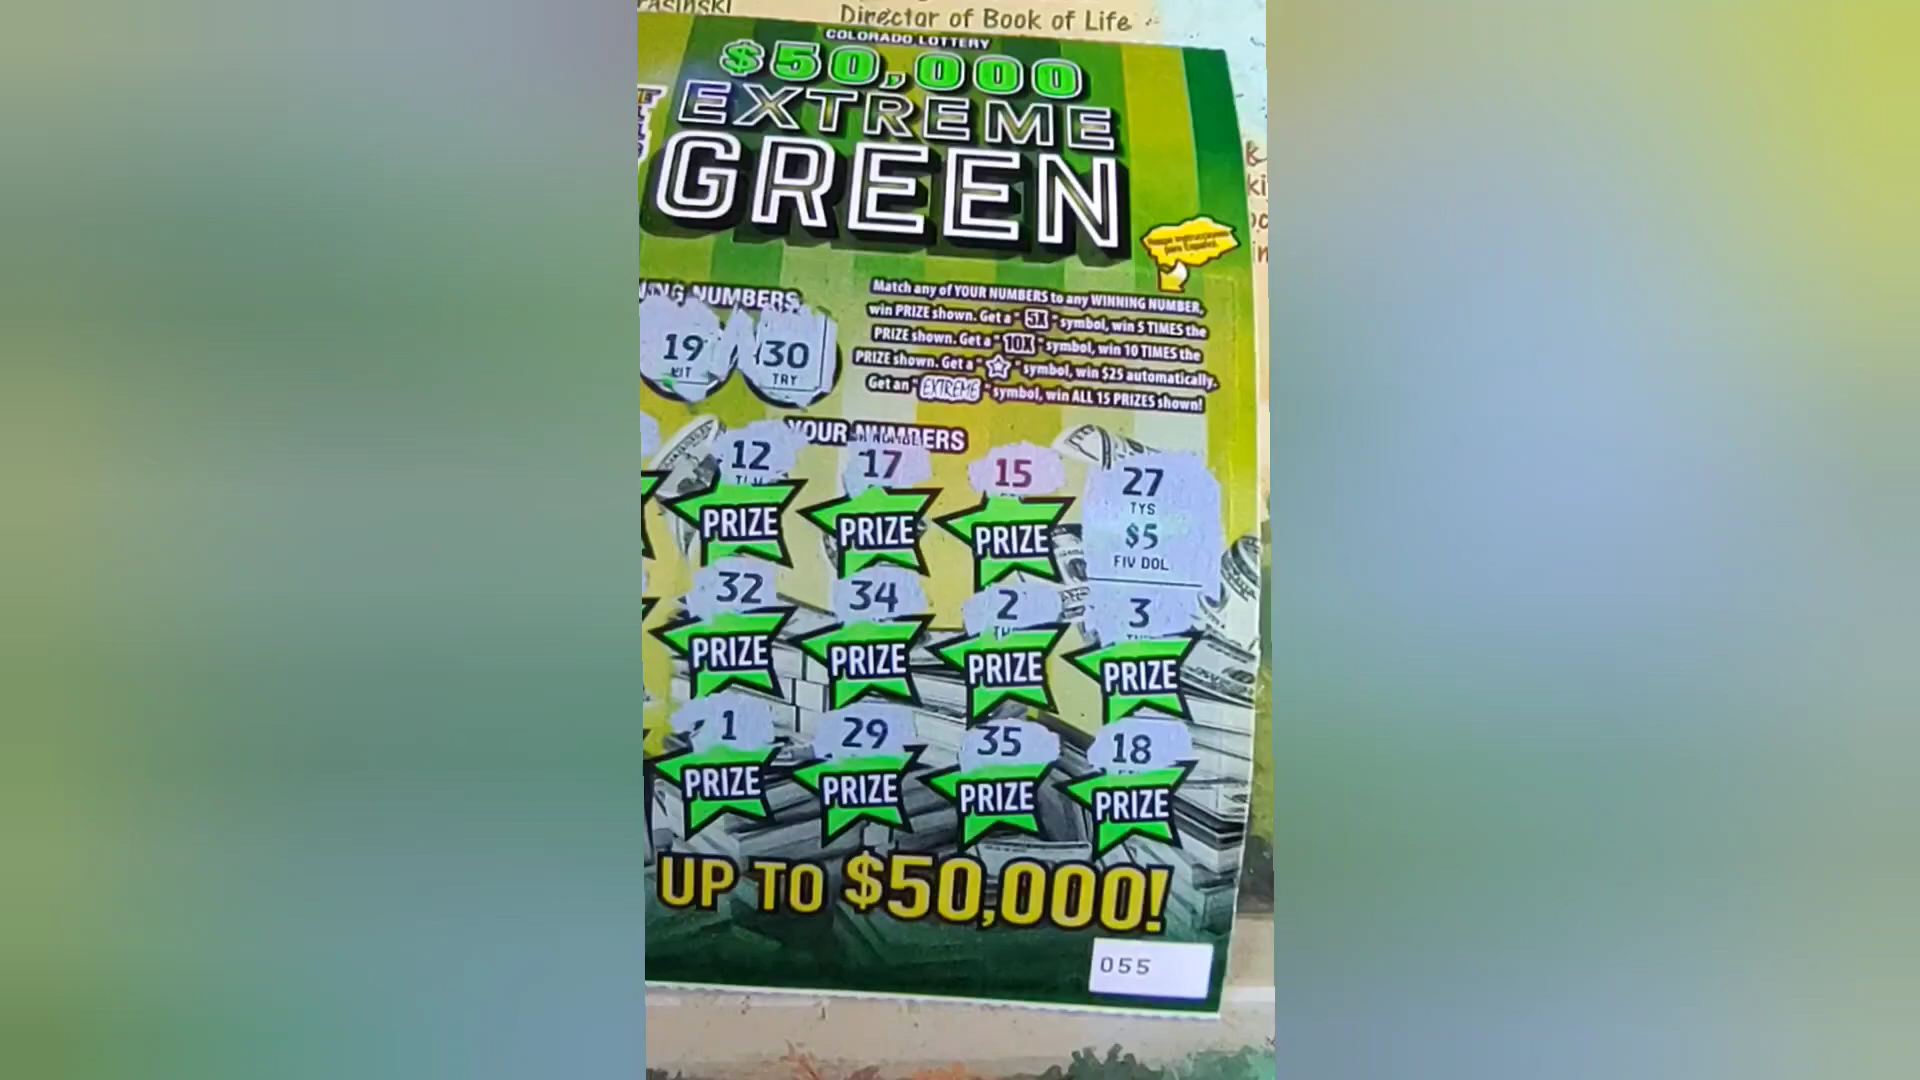 Director of Book of Life
COLORADO LOTTERY
$50,000
EXTREME
GREEN
NUMBERS
Match any of YOUR NUMBERS to any WINNING NUMBER,
win PRIZE shown. Get a "5X" symbol, win 5 TIMES the
PRIZE shown. Get a "10X" symbol, win 10 TIMES the
PRIZE shown. Get a "☆" symbol, win $25 automatically.
Get an "EXTREME" symbol, win ALL 15 PRIZES shown!
19 30
TRY
YOUR NUMBERS
12 17 15 27
TYS
PRIZE PRIZE PRIZE $5
FIV DOL
32 34 2 3
PRIZE PRIZE PRIZE PRIZE
1 29 35 18
PRIZE PRIZE PRIZE PRIZE
UP TO $50,000!
055